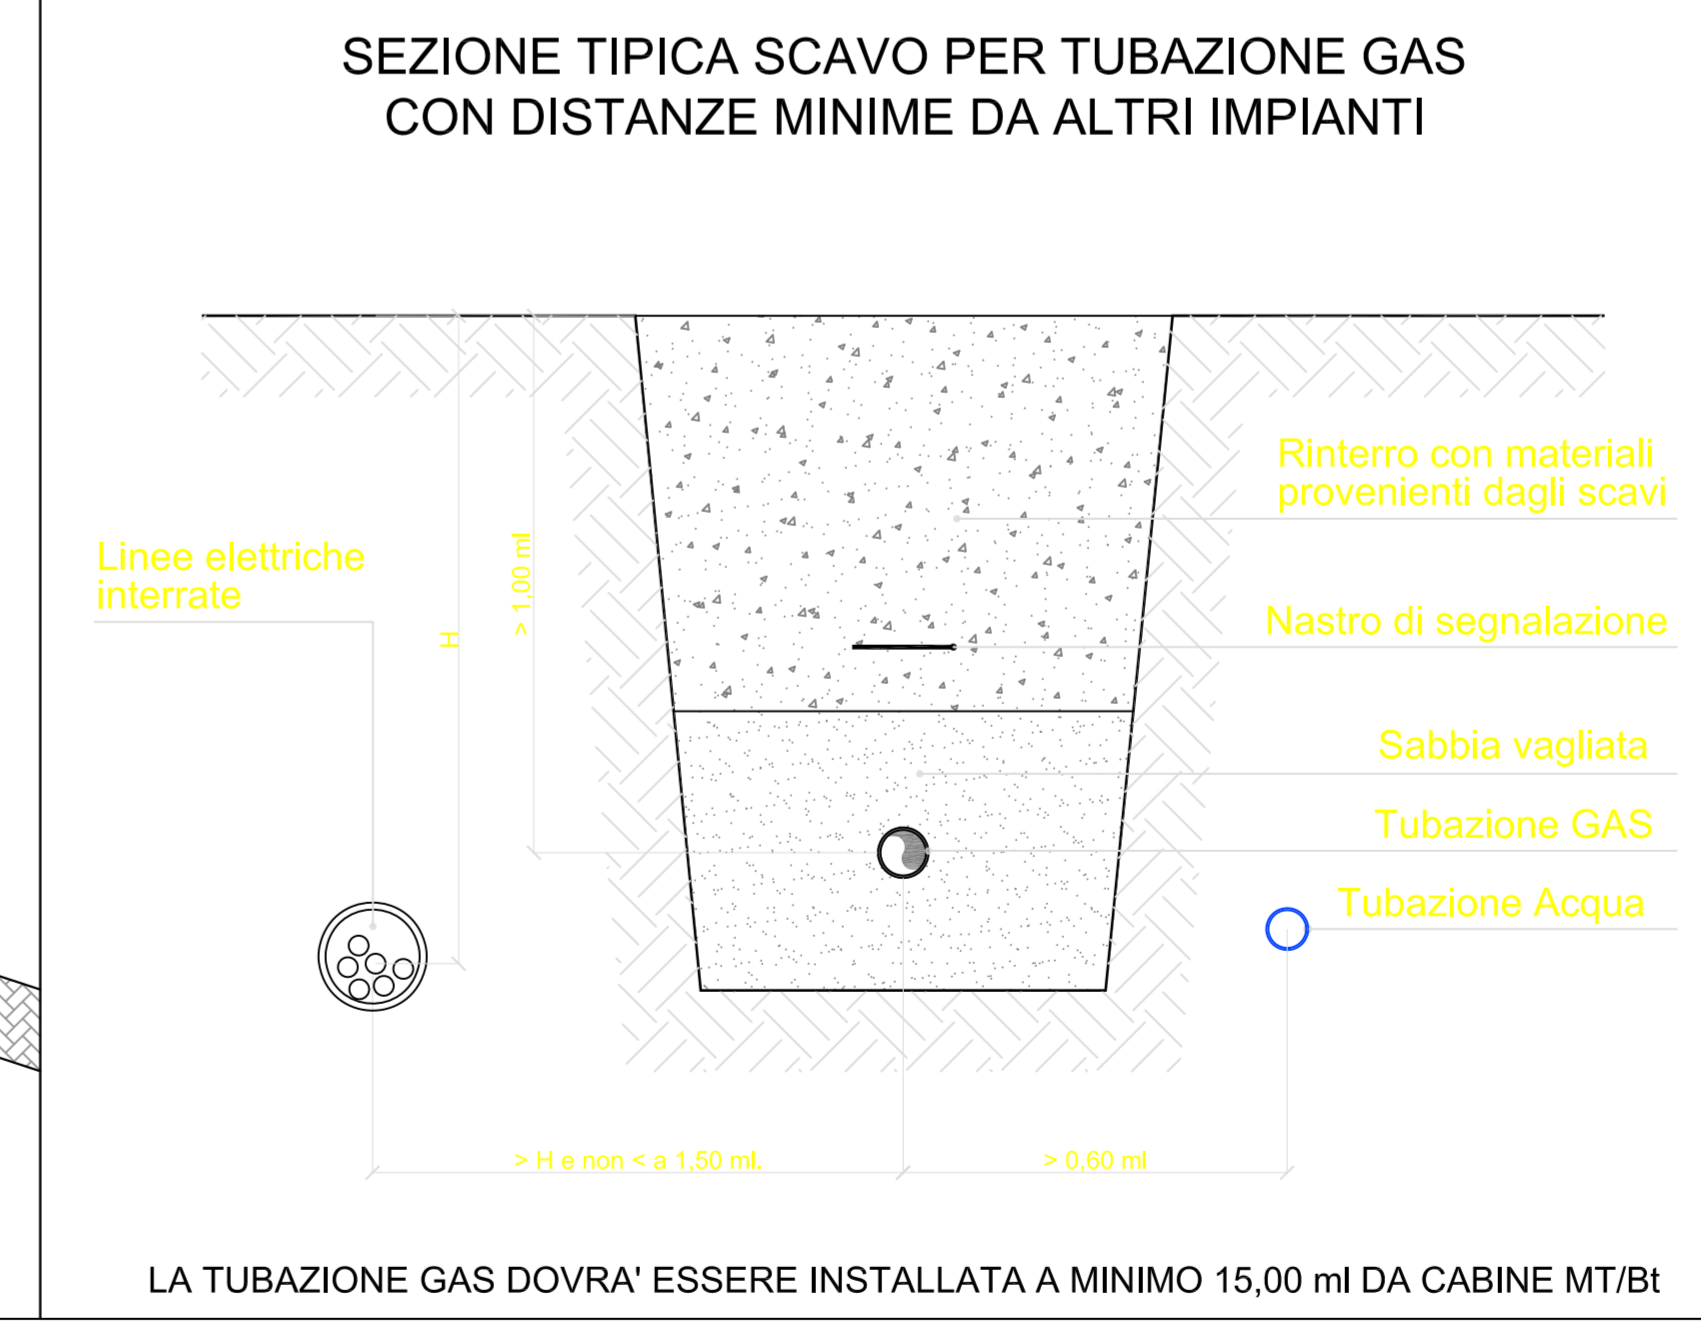 SEZIONE TIPICA SCAVO PER TUBAZIONE GAS
CON DISTANZE MINIME DA ALTRI IMPIANTI
Rinterro con materiali
provenienti dagli scavi
Linee elettriche
interrate
H
> 1,00 ml
Nastro di segnalazione
Sabbia vagliata
Tubazione GAS
Tubazione Acqua
> H e non < a 1,50 ml.
> 0,60 ml
LA TUBAZIONE GAS DOVRA' ESSERE INSTALLATA A MINIMO 15,00 ml DA CABINE MT/Bt